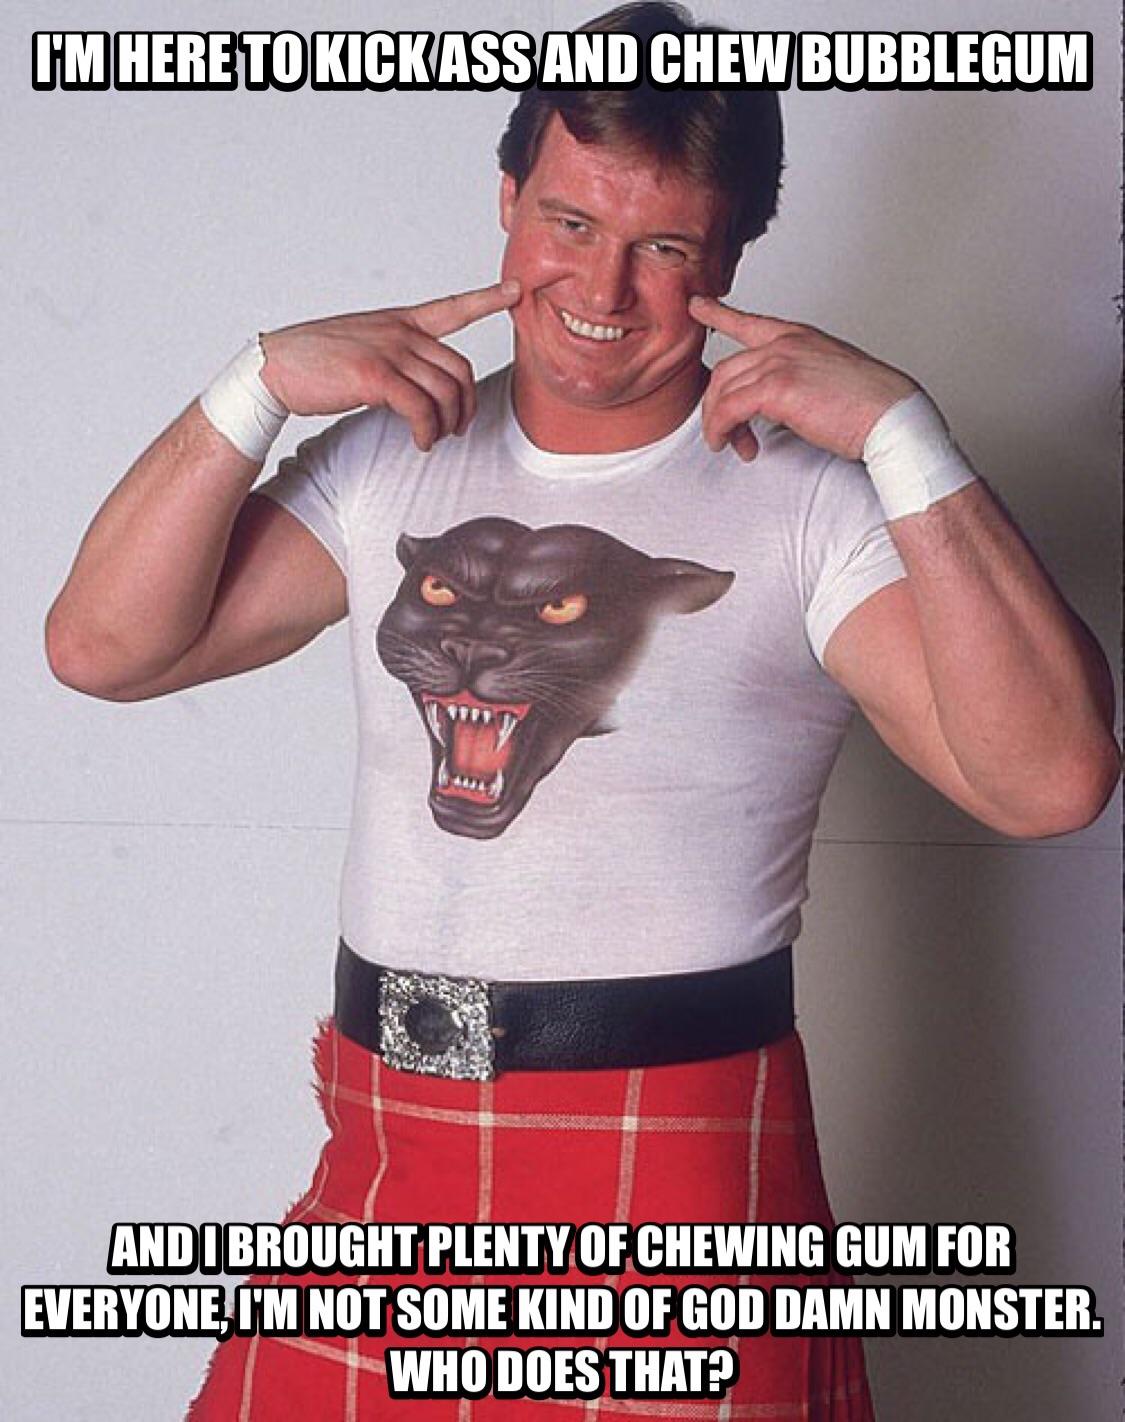 I'M HERE TO KICK ASS AND CHEW BUBBLEGUM
AND I BROUGHT PLENTY OF CHEWING GUM FOR
EVERYONE, I'M NOT SOME KIND OF GOD DAMN MONSTER.
WHO DOES THAT?